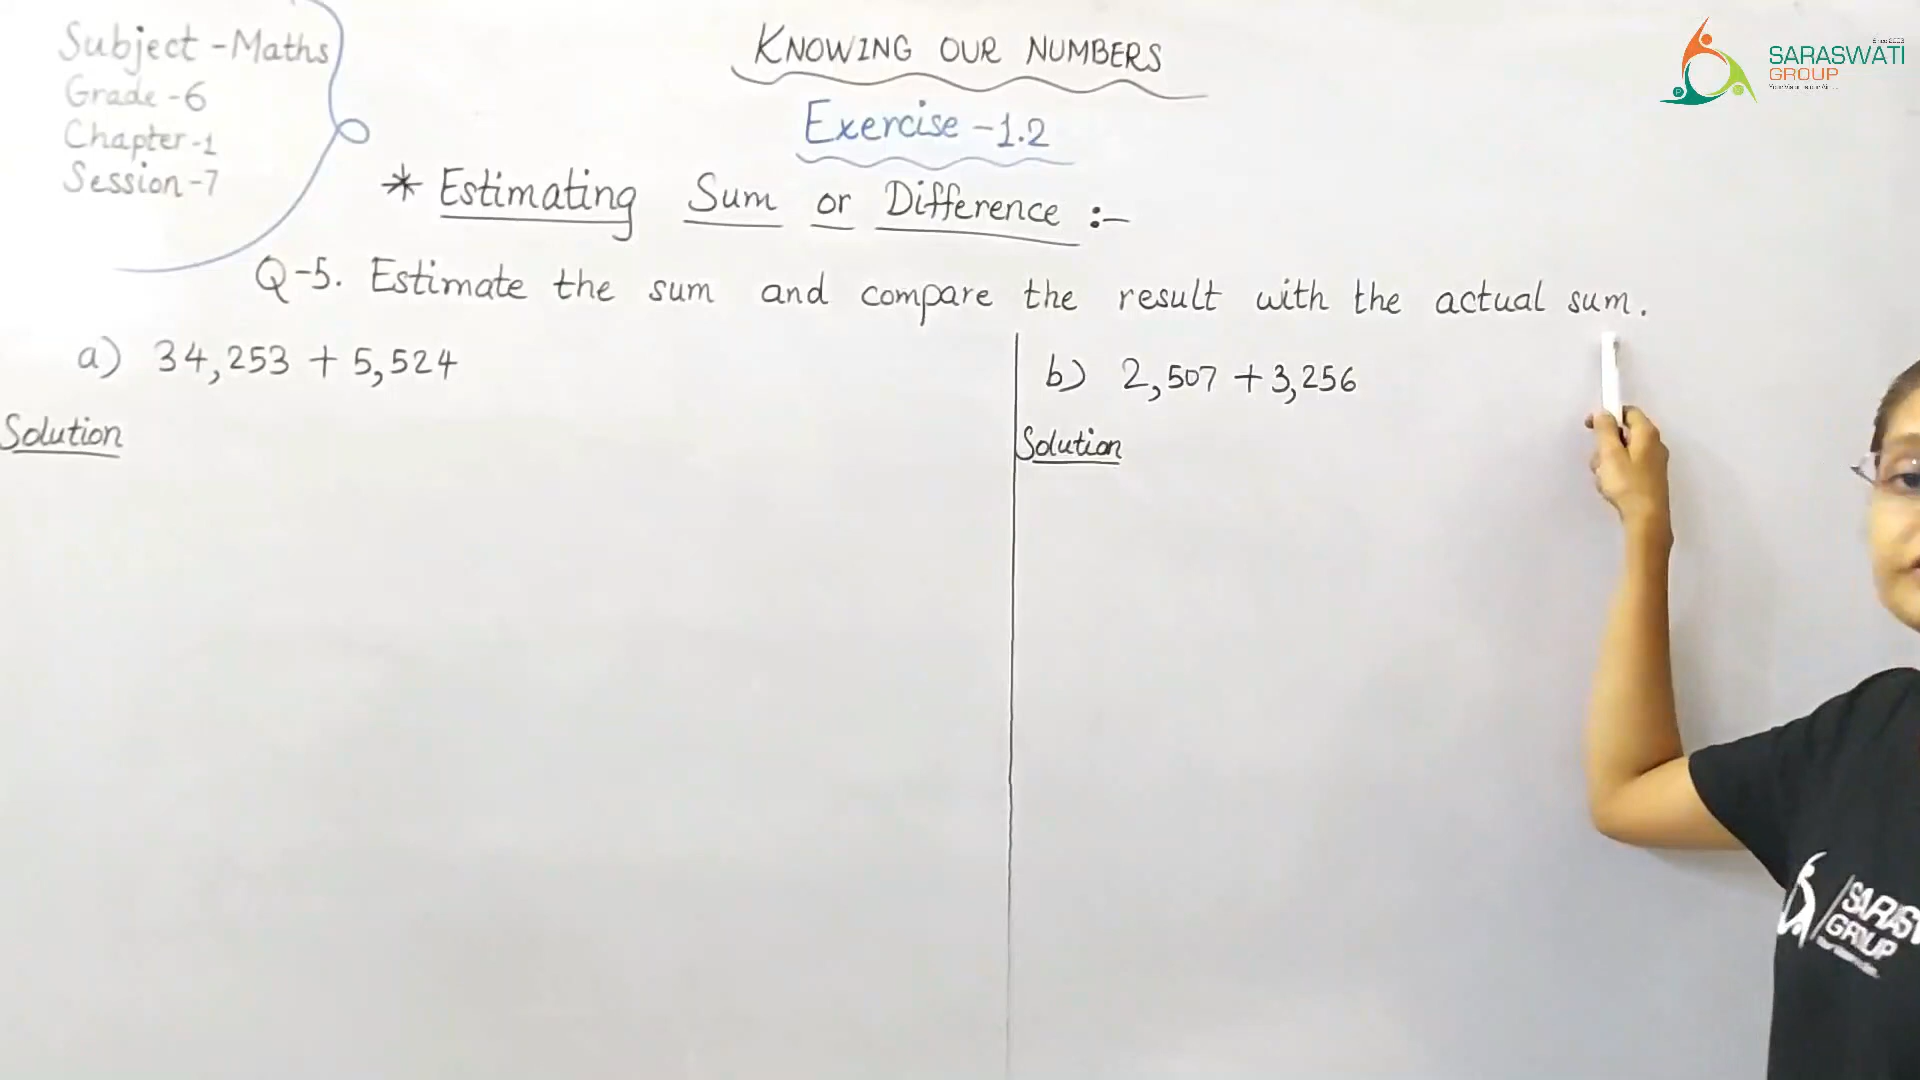 Subject - Maths
Grade - 6
Chapter - 1
Session - 7
KNOWING OUR NUMBERS
Exercise - 1.2
* Estimating Sum or Difference :-
Q-5. Estimate the sum and compare the result with the actual sum.
a) 34,253 + 5,524
Solution
b) 2,507 + 3,256
Solution
SARASWATI
GROUP
SARASW
GROUP